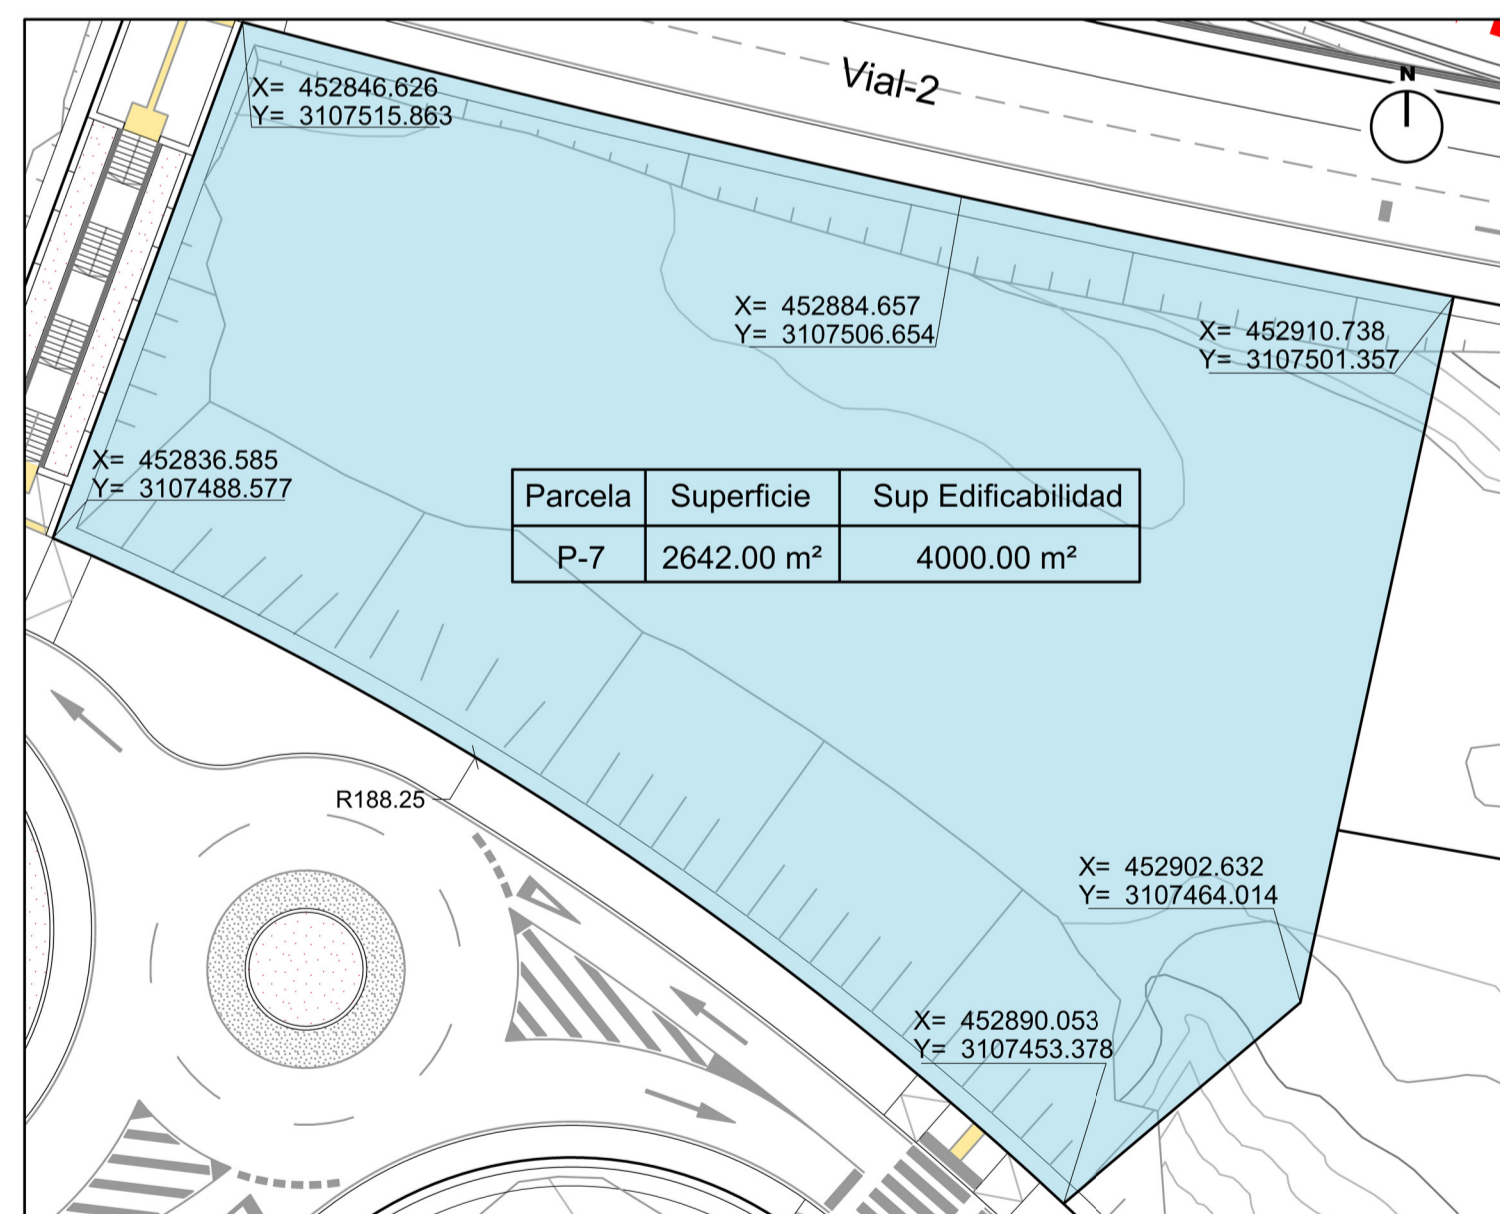 Vial-2
N
X= 452846.626
Y= 3107515.863
X= 452884.657
Y= 3107506.654
X= 452910.738
Y= 3107501.357
X= 452836.585
Y= 3107488.577
Parcela Superficie Sup Edificabilidad
P-7 2642.00 m² 4000.00 m²
R188.25
X= 452902.632
Y= 3107464.014
X= 452890.053
Y= 3107453.378